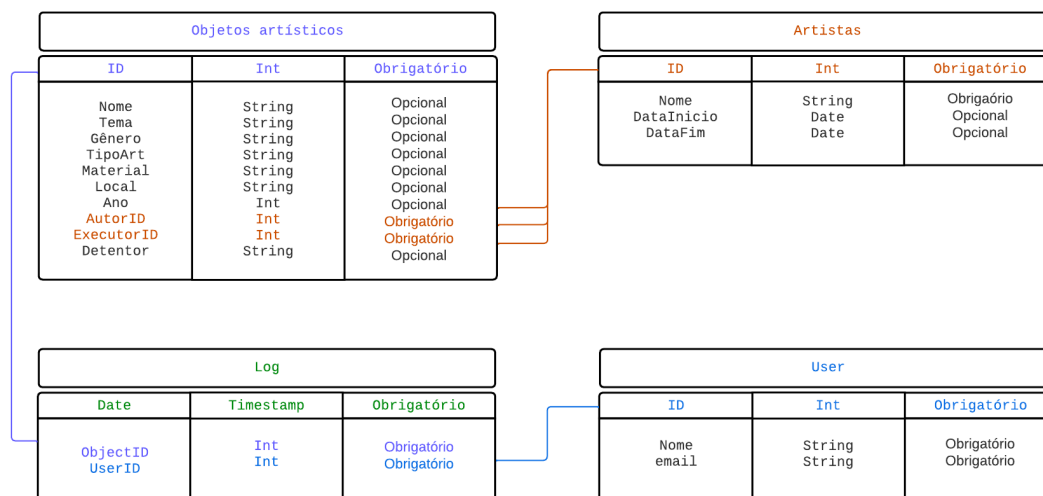 Objetos artísticos
ID Int Obrigatório
Nome String Opcional
Tema String Opcional
Gênero String Opcional
TipoArt String Opcional
Material String Opcional
Local String Opcional
Ano Int Opcional
AutorID Int Obrigatório
ExecutorID Int Obrigatório
Detentor String Opcional
Artistas
ID Int Obrigatório
Nome String Obrigaório
DataInicio Date Opcional
DataFim Date Opcional
Log
Date Timestamp Obrigatório
ObjectID Int Obrigatório
UserID Int Obrigatório
User
ID Int Obrigatório
Nome String Obrigatório
email String Obrigatório